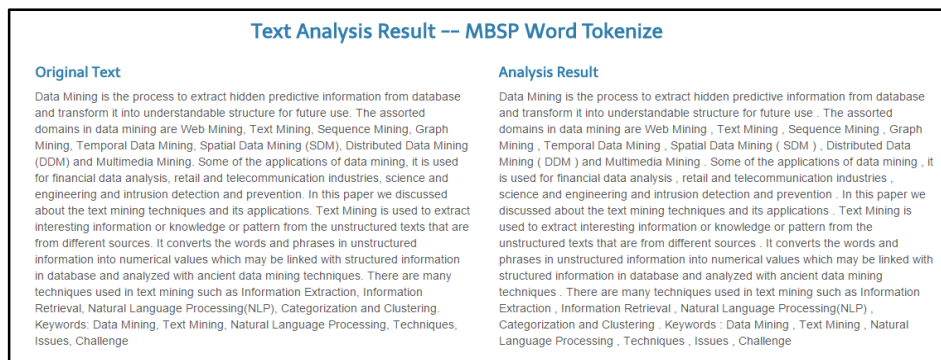 Text Analysis Result -- MBSP Word Tokenize
Original Text
Data Mining is the process to extract hidden predictive information from database
and transform it into understandable structure for future use. The assorted
domains in data mining are Web Mining, Text Mining, Sequence Mining, Graph
Mining, Temporal Data Mining, Spatial Data Mining (SDM), Distributed Data Mining
(DDM) and Multimedia Mining. Some of the applications of data mining, it is used
for financial data analysis, retail and telecommunication industries, science and
engineering and intrusion detection and prevention. In this paper we discussed
about the text mining techniques and its applications. Text Mining is used to extract
interesting information or knowledge or pattern from the unstructured texts that are
from different sources. It converts the words and phrases in unstructured
information into numerical values which may be linked with structured information
in database and analyzed with ancient data mining techniques. There are many
techniques used in text mining such as Information Extraction, Information
Retrieval, Natural Language Processing(NLP), Categorization and Clustering.
Keywords: Data Mining, Text Mining, Natural Language Processing, Techniques,
Issues, Challenge
Analysis Result
Data Mining is the process to extract hidden predictive information from database
and transform it into understandable structure for future use . The assorted
domains in data mining are Web Mining , Text Mining , Sequence Mining , Graph
Mining , Temporal Data Mining , Spatial Data Mining ( SDM ) , Distributed Data
Mining ( DDM ) and Multimedia Mining . Some of the applications of data mining , it
is used for financial data analysis , retail and telecommunication industries ,
science and engineering and intrusion detection and prevention . In this paper we
discussed about the text mining techniques and its applications . Text Mining is
used to extract interesting information or knowledge or pattern from the
unstructured texts that are from different sources . It converts the words and
phrases in unstructured information into numerical values which may be linked with
structured information in database and analyzed with ancient data mining
techniques . There are many techniques used in text mining such as Information
Extraction , Information Retrieval , Natural Language Processing(NLP) ,
Categorization and Clustering . Keywords : Data Mining , Text Mining , Natural
Language Processing , Techniques , Issues , Challenge